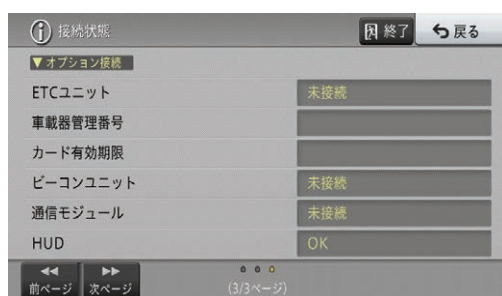 接続状態
終了
戻る
▼オプション接続
ETCユニット 未接続
車載器管理番号
カード有効期限
ビーコンユニット 未接続
通信モジュール 未接続
HUD OK
前ページ 次ページ (3/3ページ)